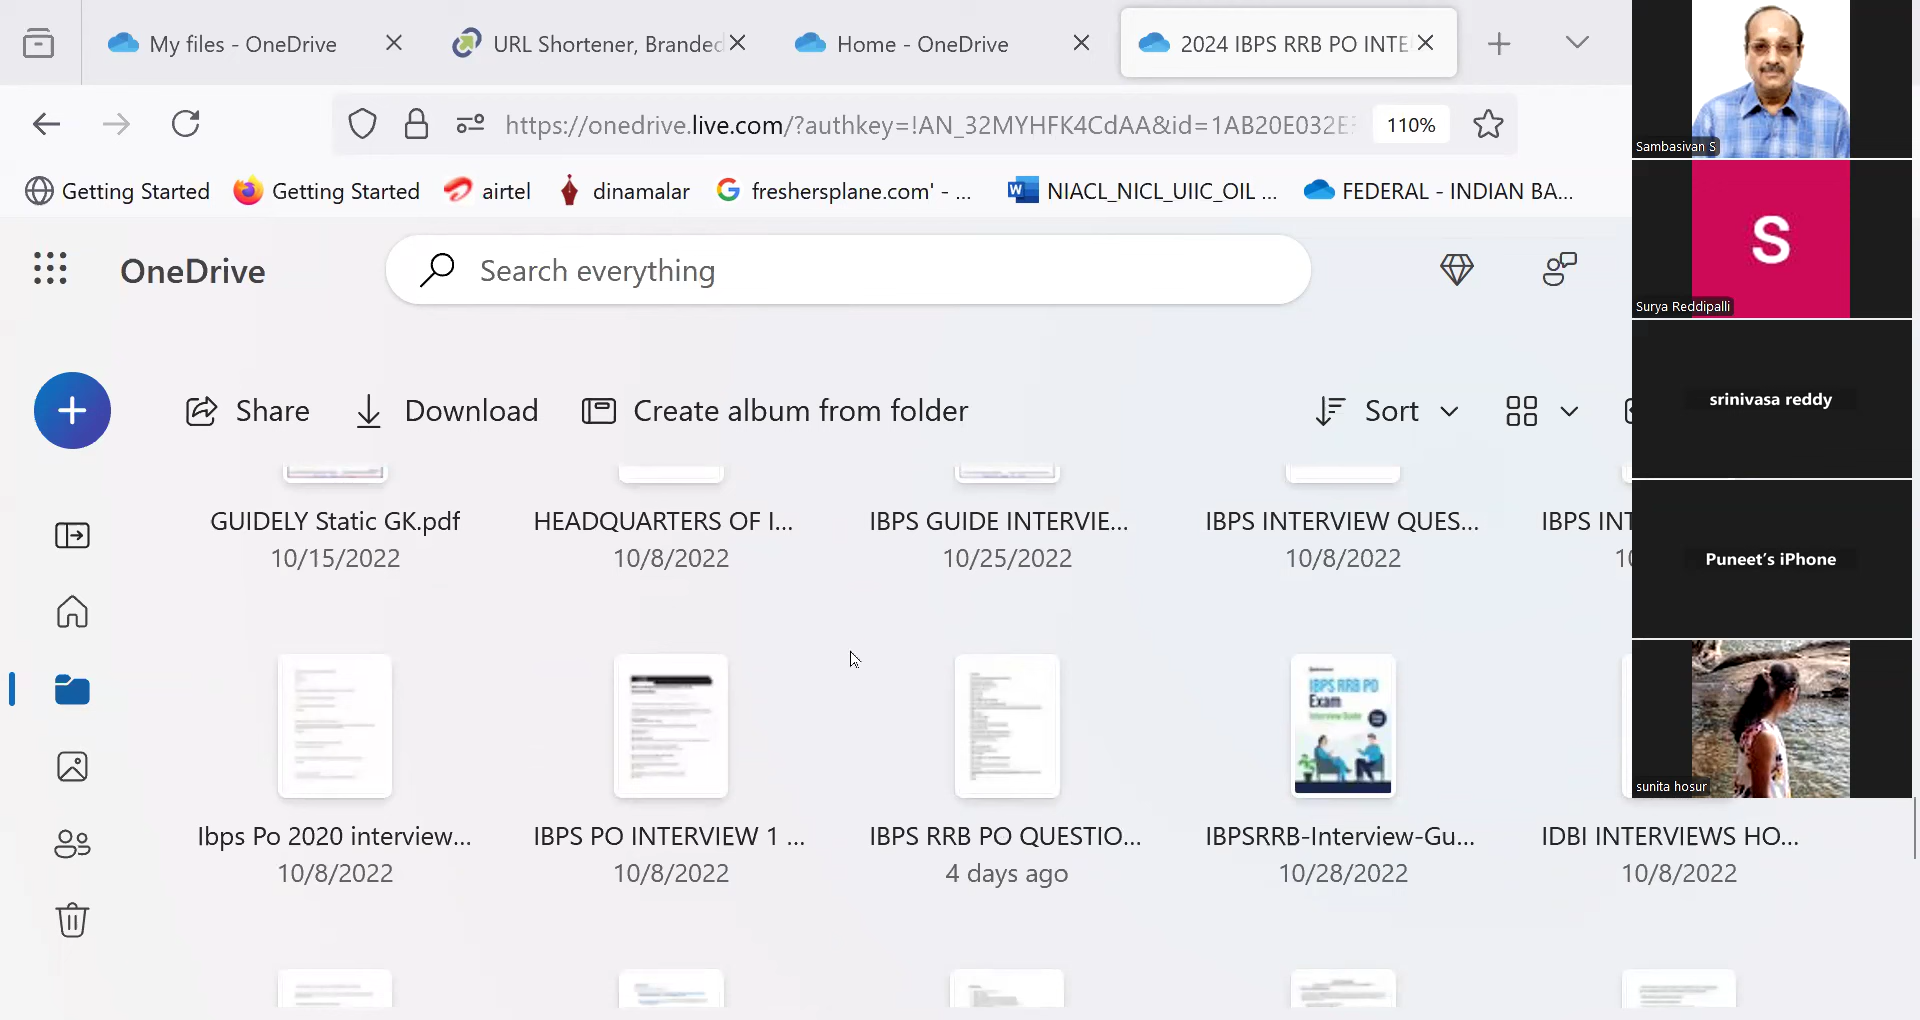 My files - OneDrive
URL Shortener, Branded
Home - OneDrive
2024 IBPS RRB PO INTE
https://onedrive.live.com/?authkey=!AN_32MYHFK4CdAA&id=1AB20E032E
110%
Getting Started
Getting Started
airtel
dinamalar
freshersplane.com' - ...
NIACL_NICL_UIIC_OIL ...
FEDERAL - INDIAN BA...
OneDrive
Search everything
Share
Download
Create album from folder
Sort
GUIDELY Static GK.pdf
10/15/2022
HEADQUARTERS OF I...
10/8/2022
IBPS GUIDE INTERVIE...
10/25/2022
IBPS INTERVIEW QUES...
10/8/2022
IBPS INT
10
IBPS RRB PO
Exam
Interview Guide
Ibps Po 2020 interview...
10/8/2022
IBPS PO INTERVIEW 1 ...
10/8/2022
IBPS RRB PO QUESTIO...
4 days ago
IBPSRRB-Interview-Gu...
10/28/2022
IDBI INTERVIEWS HO...
10/8/2022
Sambasivan S
S
Surya Reddipalli
srinivasa reddy
Puneet's iPhone
sunita hosur